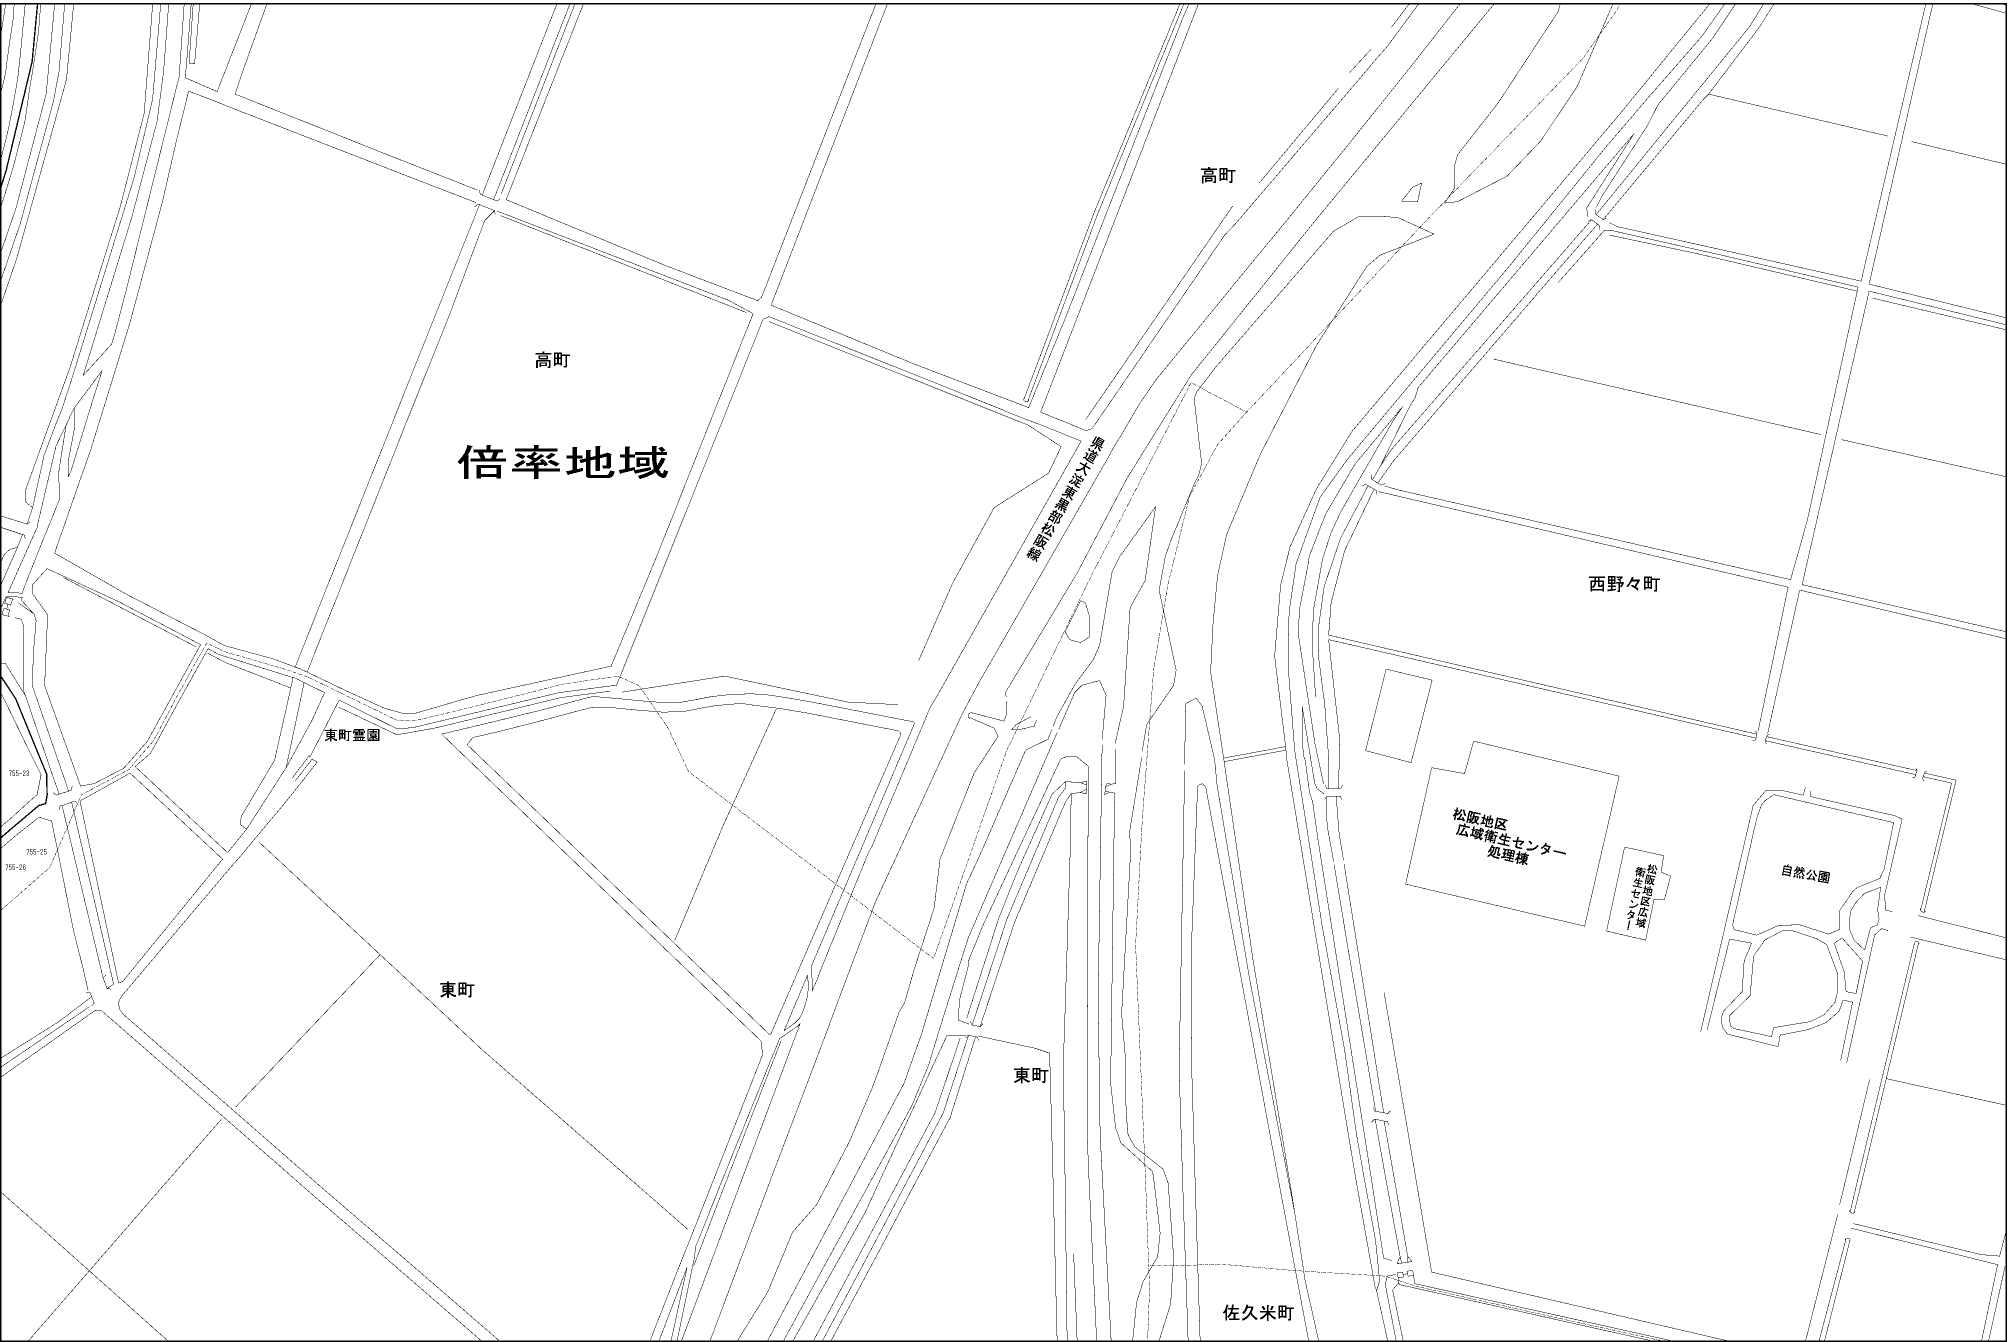 高町
高町
倍率地域
県道大淀東黒部松阪線
西野々町
東町霊園
755-23
755-25
755-26
松阪地区
広域衛生センター
処理棟
松阪地区広域
衛生センター
自然公園
東町
東町
佐久米町